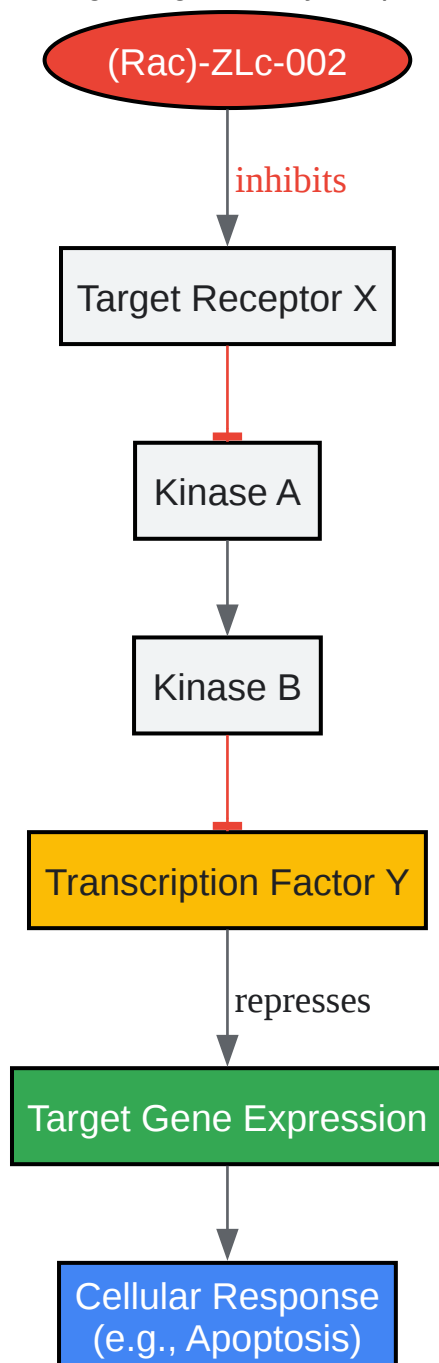 (Rac)-ZLc-002
inhibits
Target Receptor X
Kinase A
Kinase B
Transcription Factor Y
represses
Target Gene Expression
Cellular Response
(e.g., Apoptosis)